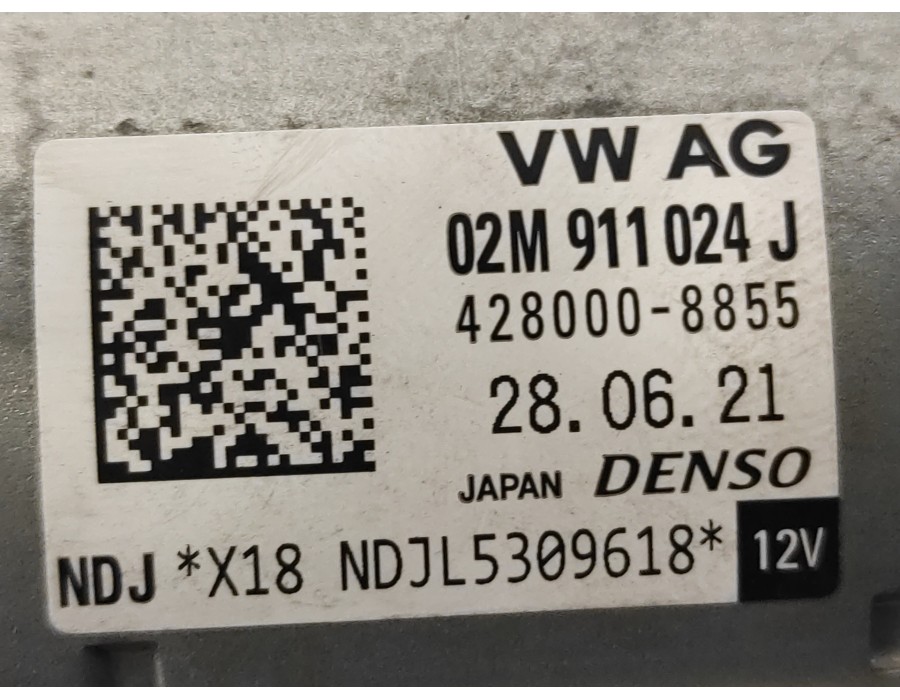 VW AG
02M 911 024 J
428000-8855
28.06.21
JAPAN DENSO
NDJ *X18 NDJL5309618* 12V